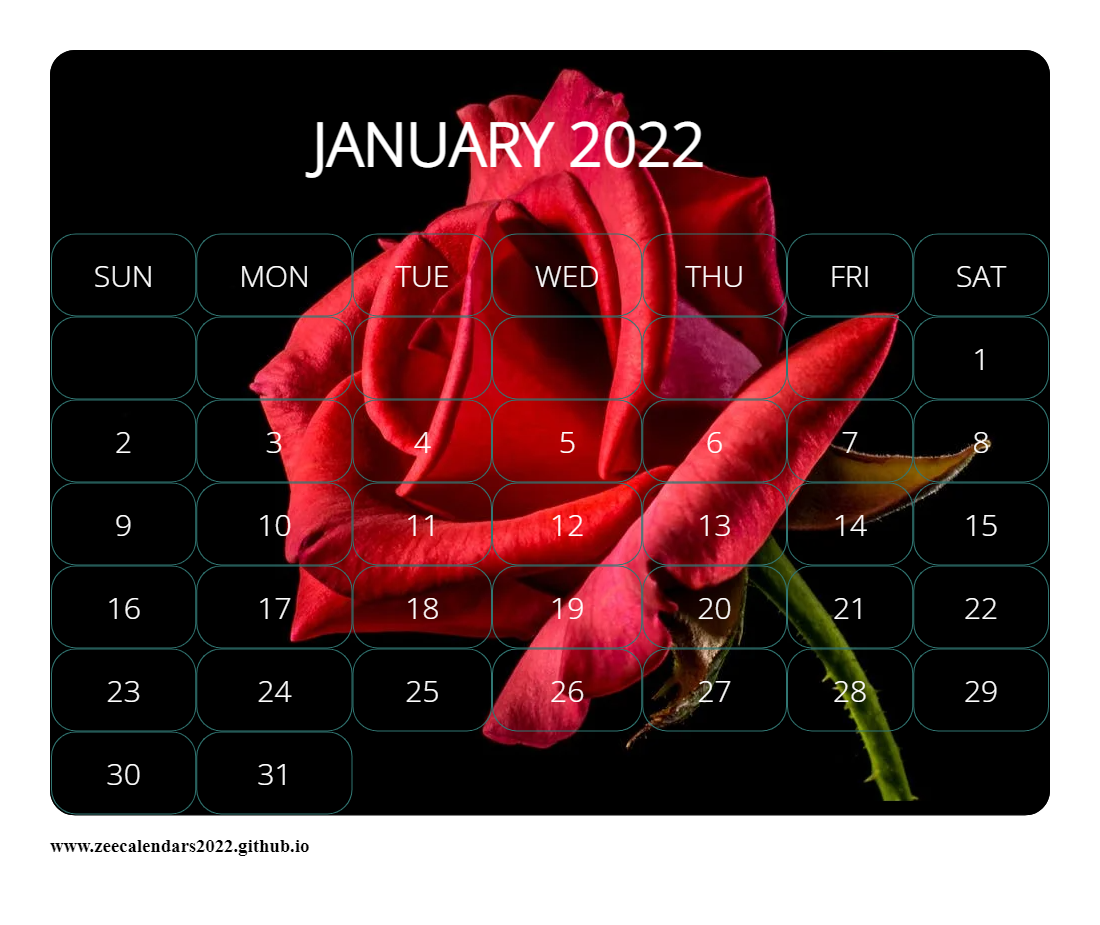 JANUARY 2022
SUN MON TUE WED THU FRI SAT
1
2 3 4 5 6 7 8
9 10 11 12 13 14 15
16 17 18 19 20 21 22
23 24 25 26 27 28 29
30 31
www.zeecalendars2022.github.io